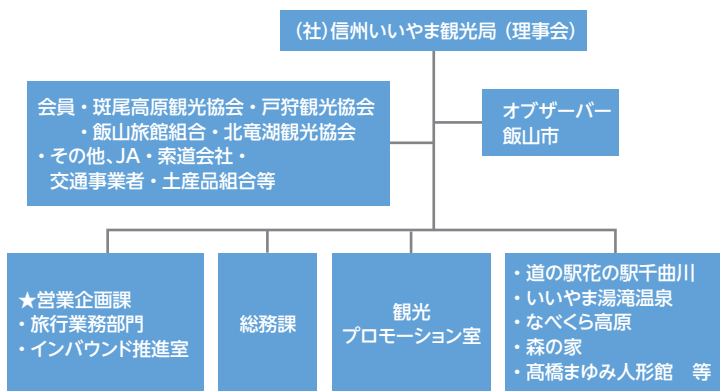 （社）信州いいやま観光局（理事会）
会員・斑尾高原観光協会・戸狩観光協会
・飯山旅館組合・北竜湖観光協会
・その他、JA・索道会社・
交通事業者・土産品組合等
オブザーバー
飯山市
★営業企画課
・旅行業務部門
・インバウンド推進室
総務課
観光
プロモーション室
・道の駅花の駅千曲川
・いいやま湯滝温泉
・なべくら高原
・森の家
・髙橋まゆみ人形館　等